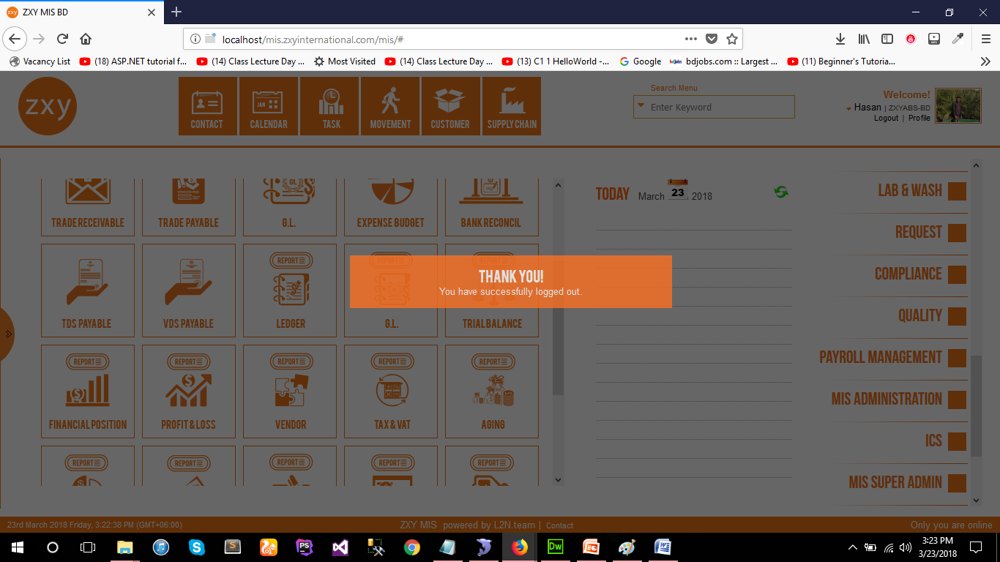 zxy ZXY MIS BD
localhost/mis.zxyinternational.com/mis/#
Vacancy List (18) ASP.NET tutorial f... (14) Class Lecture Day ... Most Visited (14) Class Lecture Day ... (13) C1 1 HelloWorld -... Google bdjobs bdjobs.com :: Largest ... (11) Beginner's Tutoria...
zxy
CONTACT
JAN
CALENDAR
TASK
MOVEMENT
CUSTOMER
SUPPLY CHAIN
Search Menu
Enter Keyword
Welcome!
Hasan | ZXYABS-BD
Logout | Profile
TRADE RECEIVABLE
TRADE PAYABLE
GL
G.L.
EXPENSE BUDGET
BANK RECONCIL
TDS PAYABLE
VDS PAYABLE
REPORT
LEDGER
REPORT
G.L.
REPORT
TRIAL BALANCE
REPORT
FINANCIAL POSITION
REPORT
PROFIT & LOSS
REPORT
VENDOR
REPORT
TAX & VAT
REPORT
AGING
REPORT
REPORT
REPORT
REPORT
REPORT
THANK YOU!
You have successfully logged out.
TODAY March 23 2018
LAB & WASH
REQUEST
COMPLIANCE
QUALITY
PAYROLL MANAGEMENT
MIS ADMINISTRATION
ICS
MIS SUPER ADMIN
23rd March 2018 Friday, 3:22:38 PM (GMT+06:00)
ZXY MIS powered by L2N.team | Contact
Only you are online
3:23 PM
3/23/2018